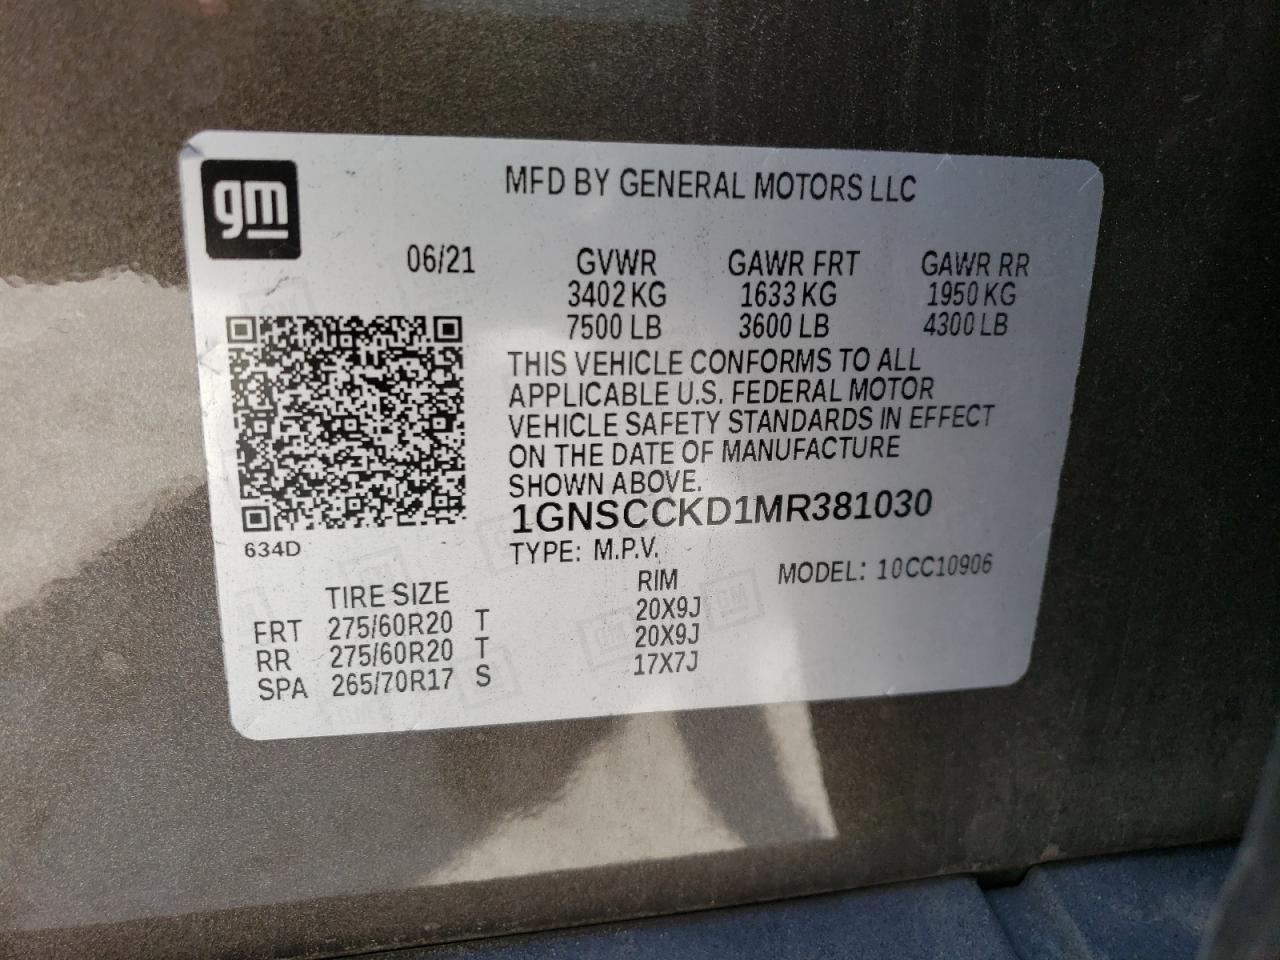 gm
MFD BY GENERAL MOTORS LLC
06/21 GVWR GAWR FRT GAWR RR
3402 KG 1633 KG 1950 KG
7500 LB 3600 LB 4300 LB
THIS VEHICLE CONFORMS TO ALL
APPLICABLE U.S. FEDERAL MOTOR
VEHICLE SAFETY STANDARDS IN EFFECT
ON THE DATE OF MANUFACTURE
SHOWN ABOVE.
1GNSCCKD1MR381030
634D
TYPE: M.P.V. MODEL: 10CC10906
TIRE SIZE RIM
FRT 275/60R20 T 20X9J
RR 275/60R20 T 20X9J
SPA 265/70R17 S 17X7J